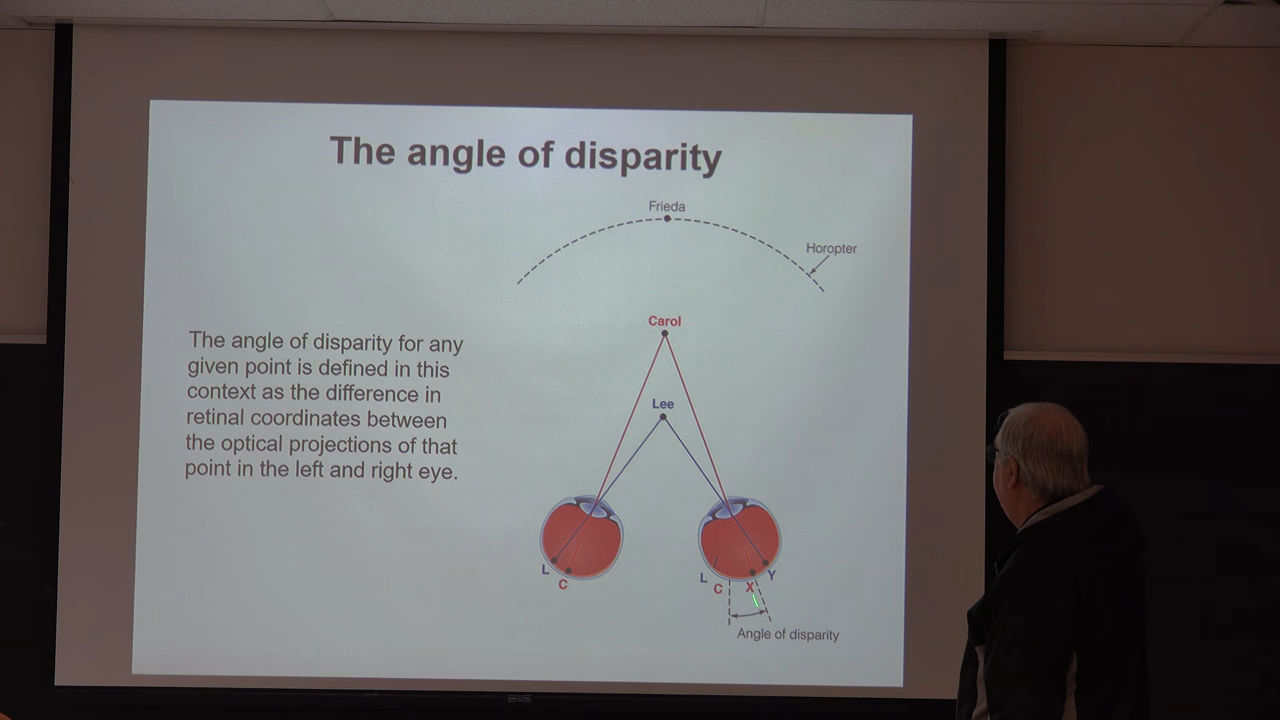 The angle of disparity
Frieda
Horopter
Carol
Lee
The angle of disparity for any
given point is defined in this
context as the difference in
retinal coordinates between
the optical projections of that
point in the left and right eye.
L
C
L
C
X
Y
Angle of disparity